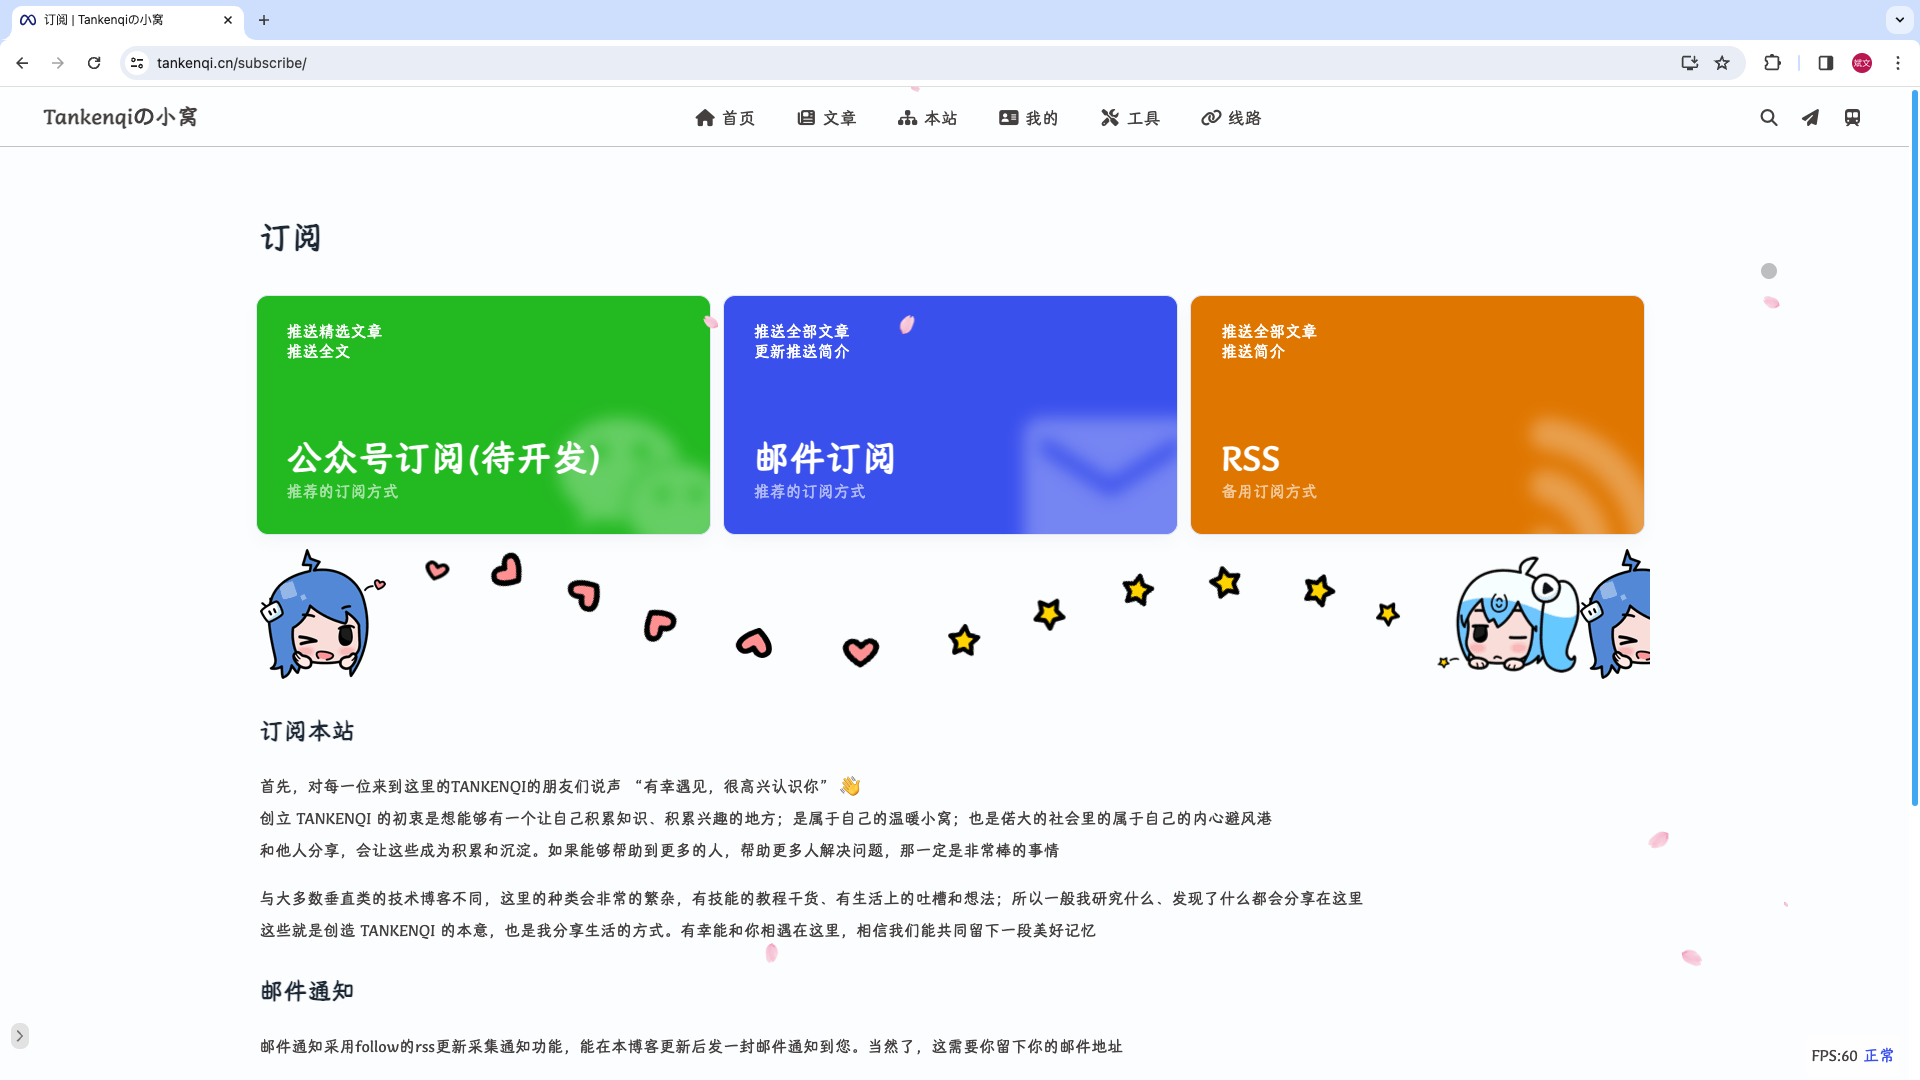 订阅 | Tankenqiの小窝
tankenqi.cn/subscribe/
斌文
Tankenqiの小窝
首页
文章
本站
我的
工具
线路
订阅
推送精选文章
推送全文
公众号订阅(待开发)
推荐的订阅方式
推送全部文章
更新推送简介
邮件订阅
推荐的订阅方式
推送全部文章
推送简介
RSS
备用订阅方式
订阅本站
首先，对每一位来到这里的TANKENQI的朋友们说声 “有幸遇见，很高兴认识你” 👋
创立 TANKENQI 的初衷是想能够有一个让自己积累知识、积累兴趣的地方；是属于自己的温暖小窝；也是偌大的社会里的属于自己的内心避风港
和他人分享，会让这些成为积累和沉淀。如果能够帮助到更多的人，帮助更多人解决问题，那一定是非常棒的事情
与大多数垂直类的技术博客不同，这里的种类会非常的繁杂，有技能的教程干货、有生活上的吐槽和想法；所以一般我研究什么、发现了什么都会分享在这里
这些就是创造 TANKENQI 的本意，也是我分享生活的方式。有幸能和你相遇在这里，相信我们能共同留下一段美好记忆
邮件通知
邮件通知采用follow的rss更新采集通知功能，能在本博客更新后发一封邮件通知到您。当然了，这需要你留下你的邮件地址
FPS:60 正常